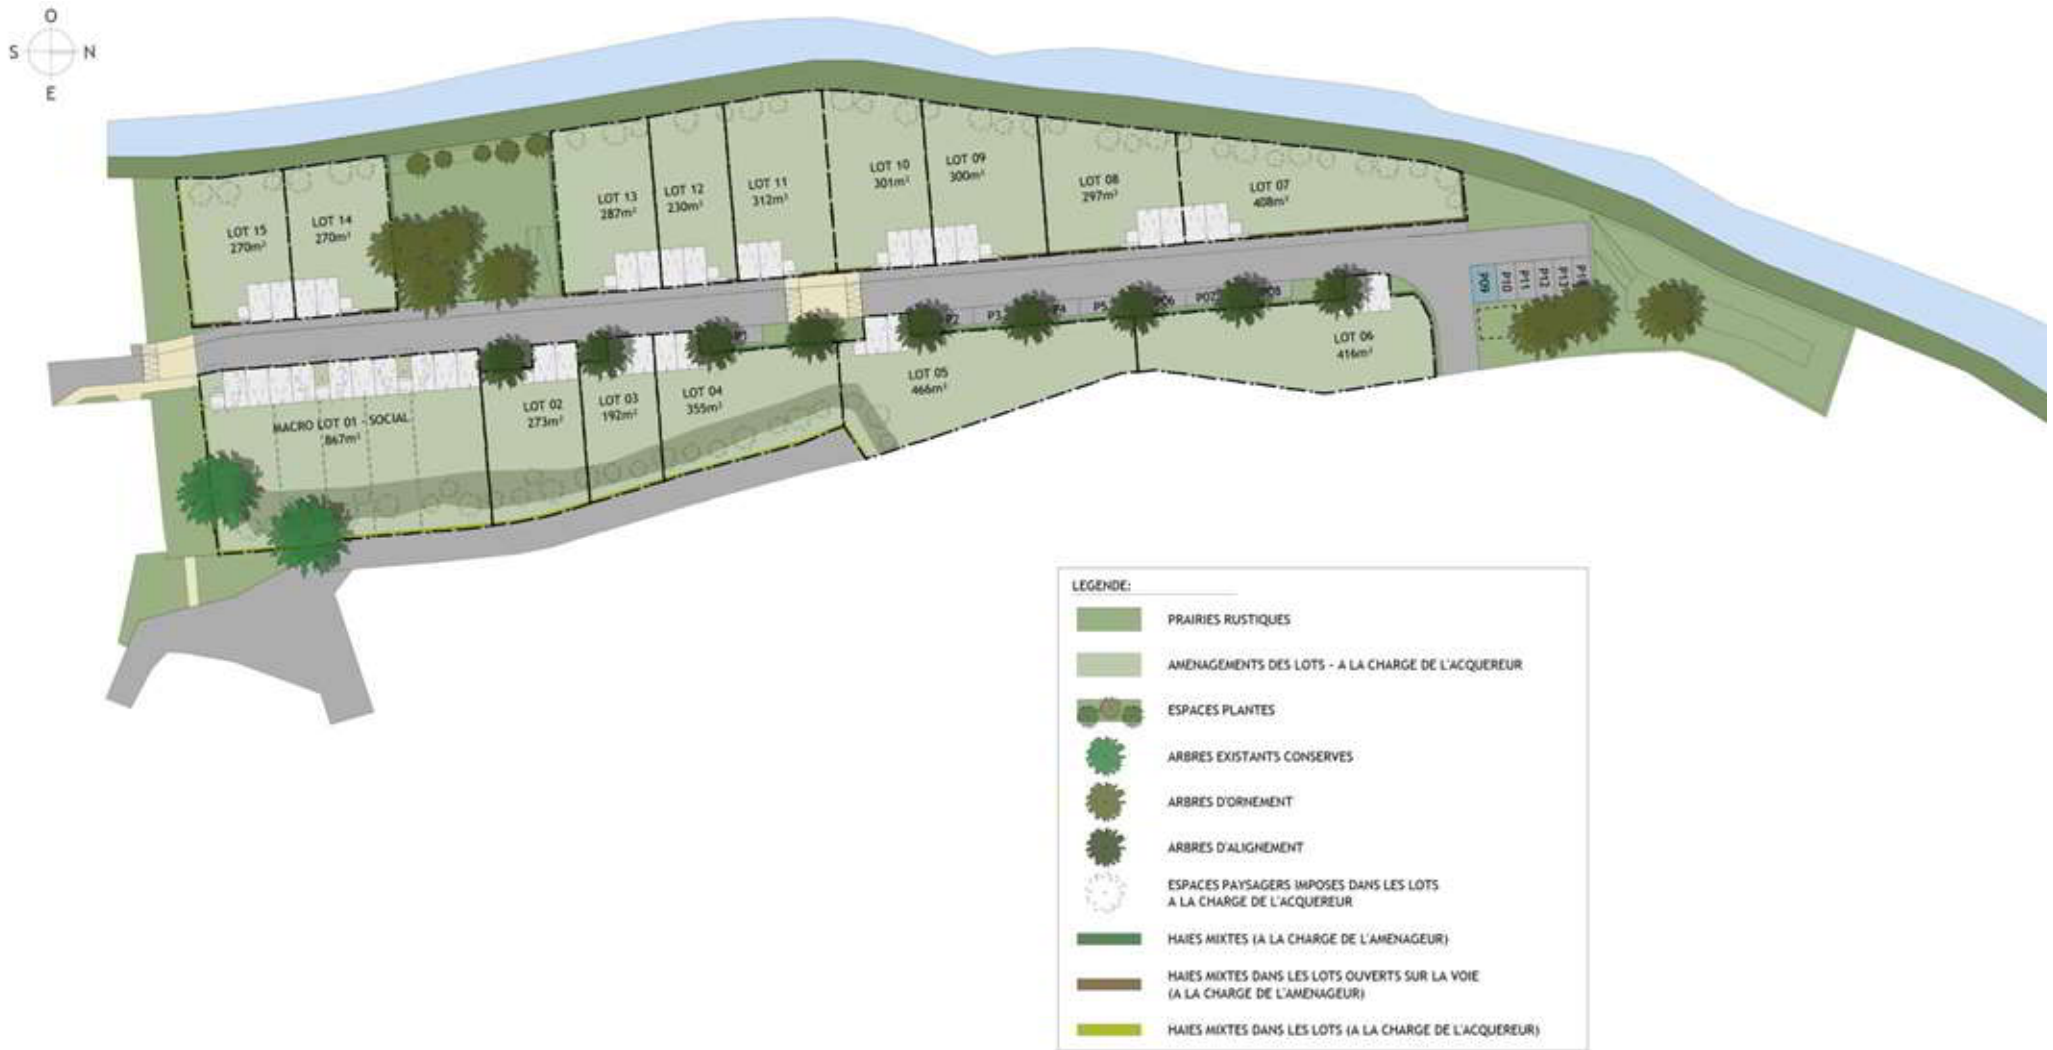 O
S N
E
LOT 15
270m²
LOT 14
270m²
LOT 13
287m²
LOT 12
230m²
LOT 11
312m²
LOT 10
301m²
LOT 09
300m²
LOT 08
297m²
LOT 07
408m²
P09
P10
P11
P12
P13
P1
P2
P3
P4
P5
P06
P07
P08
LOT 06
416m²
LOT 05
466m²
LOT 04
355m²
LOT 03
192m²
LOT 02
273m²
MACRO LOT 01 - SOCIAL
867m²
LEGENDE:
PRAIRIES RUSTIQUES
AMENAGEMENTS DES LOTS - A LA CHARGE DE L'ACQUEREUR
ESPACES PLANTES
ARBRES EXISTANTS CONSERVES
ARBRES D'ORNEMENT
ARBRES D'ALIGNEMENT
ESPACES PAYSAGERS IMPOSES DANS LES LOTS
A LA CHARGE DE L'ACQUEREUR
HAIES MIXTES (A LA CHARGE DE L'AMENAGEUR)
HAIES MIXTES DANS LES LOTS OUVERTS SUR LA VOIE
(A LA CHARGE DE L'AMENAGEUR)
HAIES MIXTES DANS LES LOTS (A LA CHARGE DE L'ACQUEREUR)